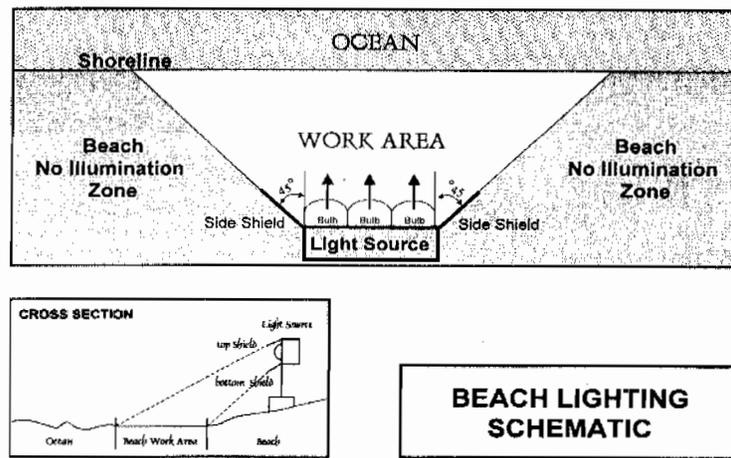 OCEAN
Shoreline
Beach
No Illumination
Zone
WORK AREA
Beach
No Illumination
Zone
45°
45°
Side Shield
Bulb
Bulb
Bulb
Side Shield
Light Source
CROSS SECTION
Light Source
top Shield
bottom Shield
Ocean
Beach Work Area
Beach
BEACH LIGHTING
SCHEMATIC